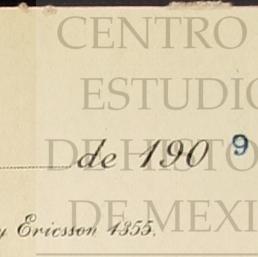 CENTRO
ESTUDIO
de 190 9
DE HISTO
y Ericsson 1355.
DE MEXI